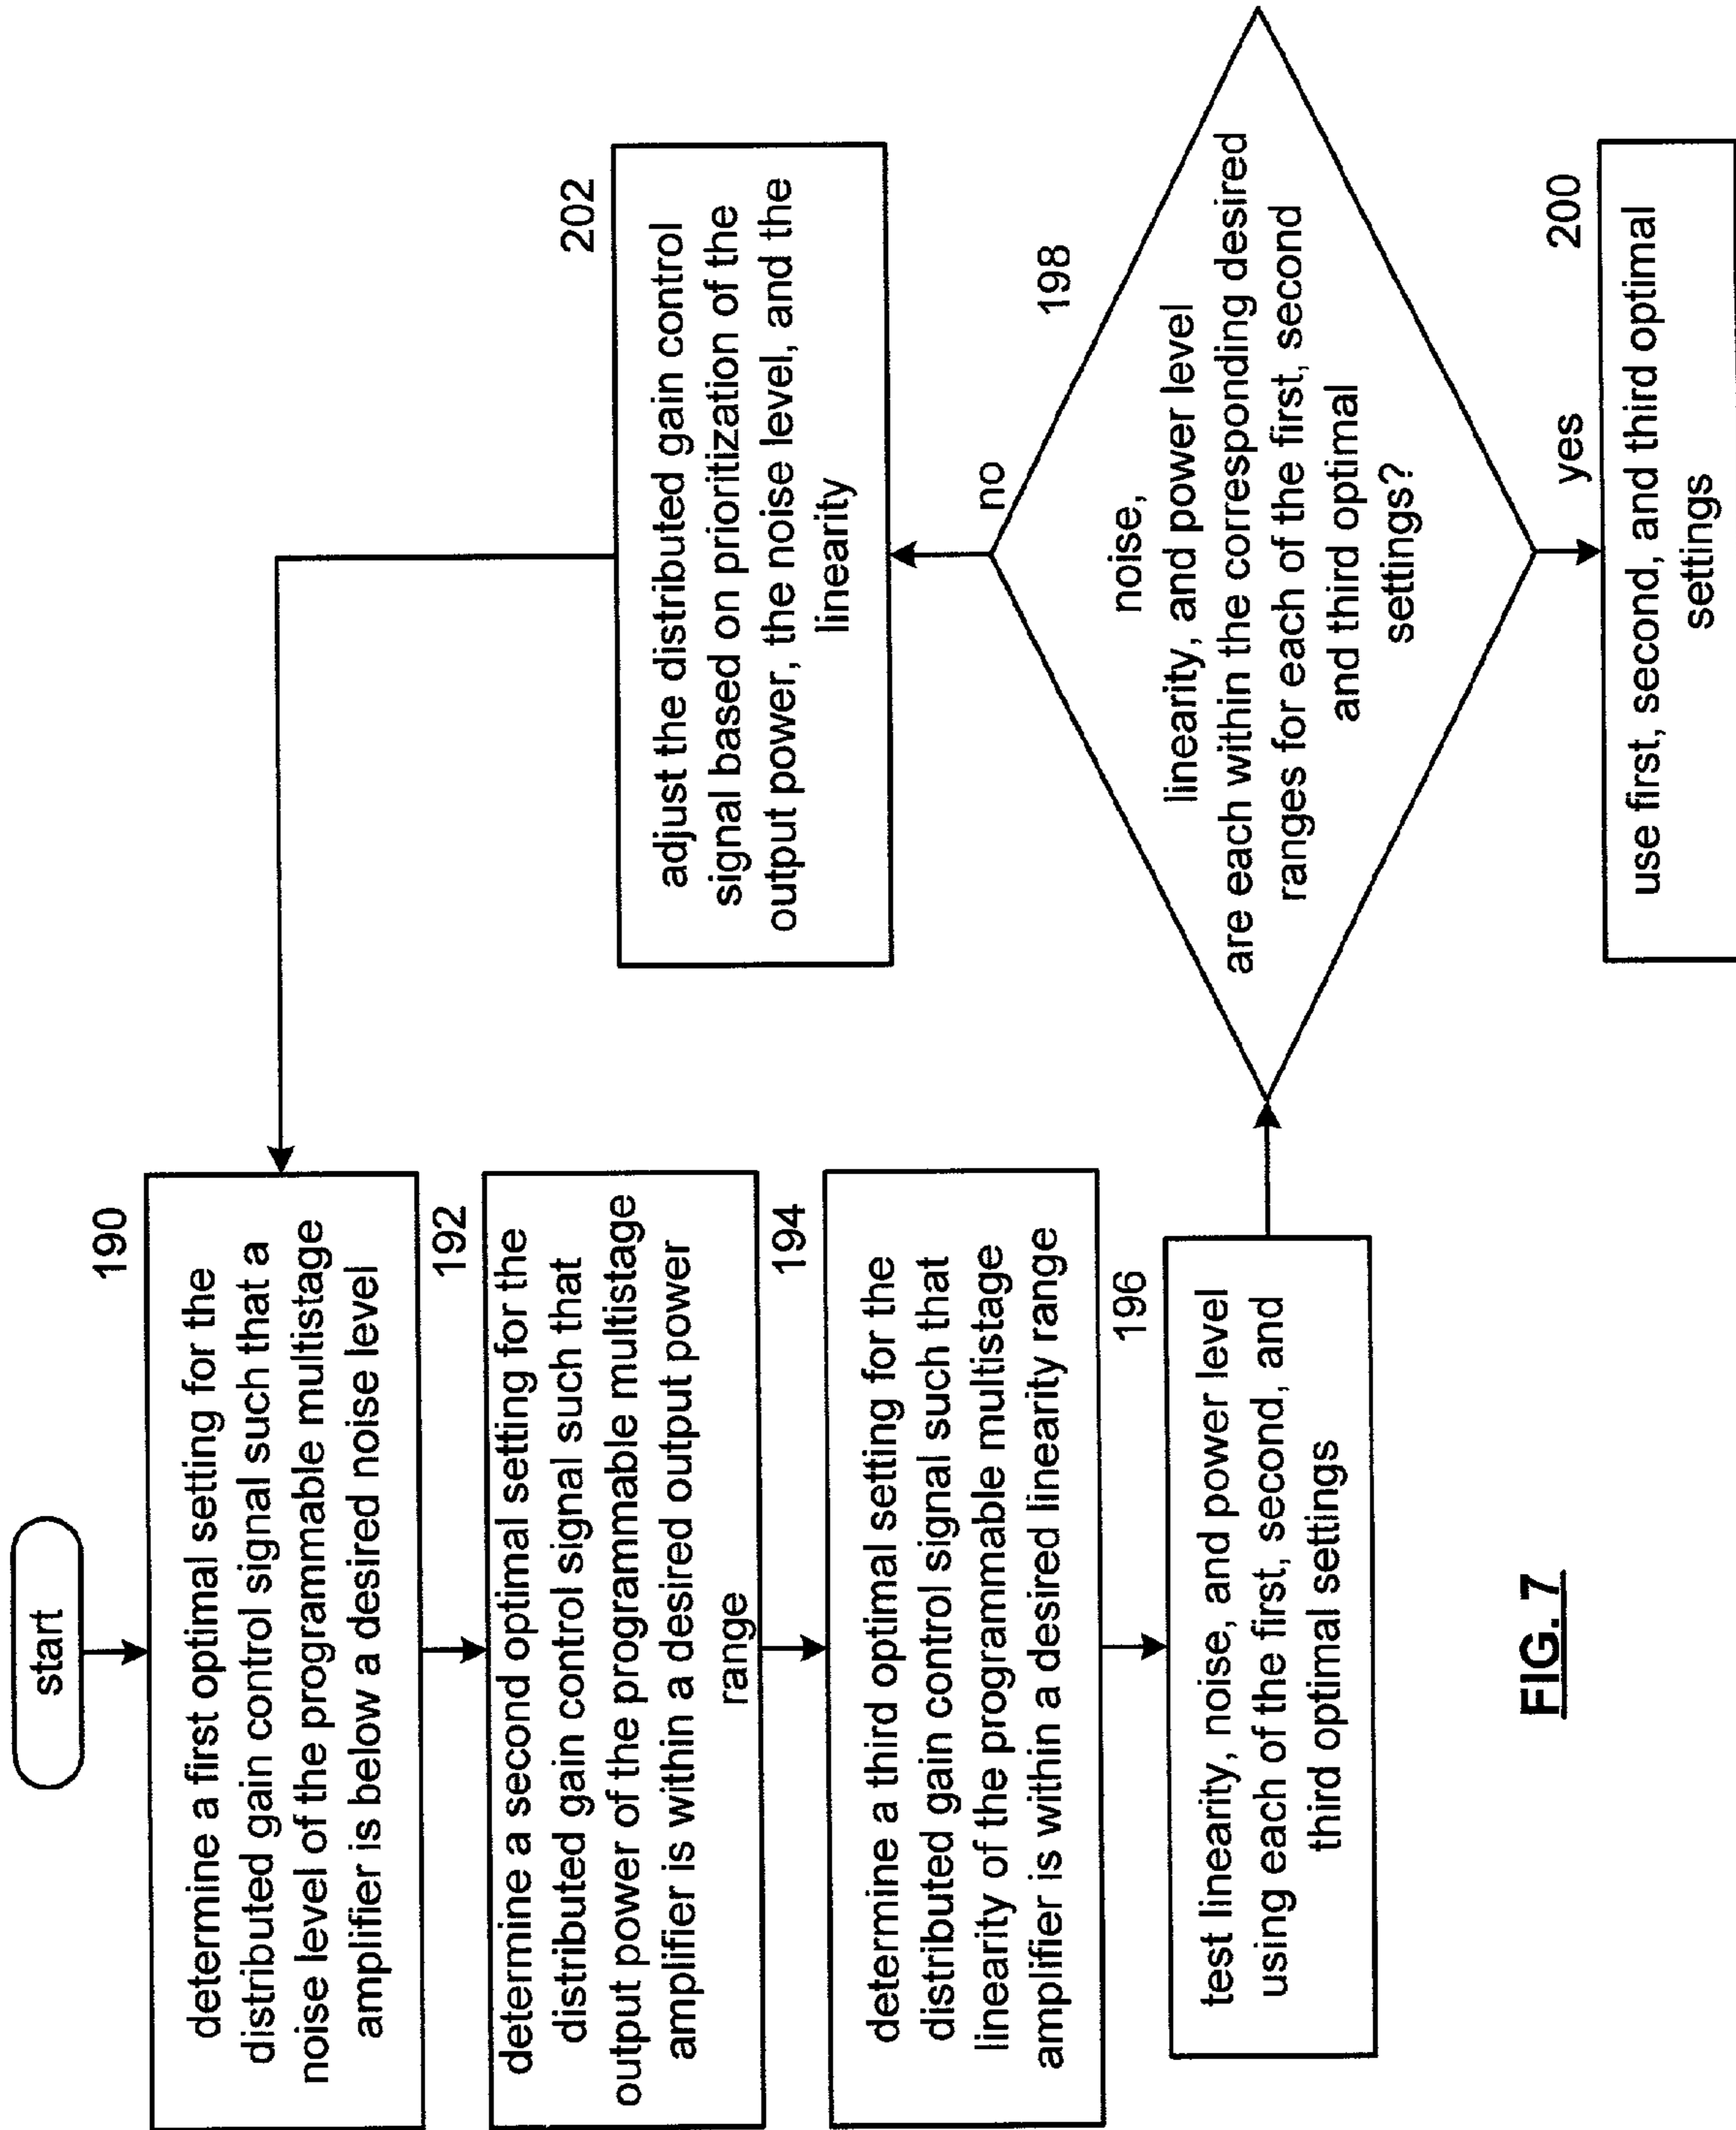 start
190
determine a first optimal setting for the
distributed gain control signal such that a
noise level of the programmable multistage
amplifier is below a desired noise level
192
determine a second optimal setting for the
distributed gain control signal such that
output power of the programmable multistage
amplifier is within a desired output power
range
194
determine a third optimal setting for the
distributed gain control signal such that
linearity of the programmable multistage
amplifier is within a desired linearity range
196
test linearity, noise, and power level
using each of the first, second, and
third optimal settings
202
adjust the distributed gain control
signal based on prioritization of the
output power, the noise level, and the
linearity
no
198
noise,
linearity, and power level
are each within the corresponding desired
ranges for each of the first, second
and third optimal
settings?
yes
200
use first, second, and third optimal
settings
FIG. 7